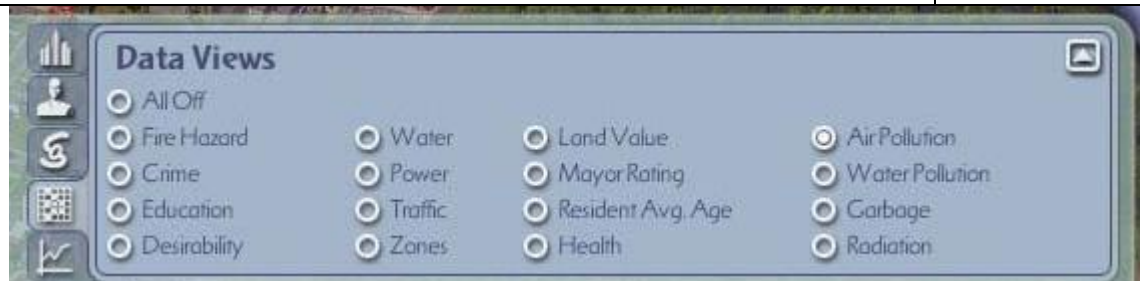 Data Views
All Off
Fire Hazard Water Land Value Air Pollution
Crime Power Mayor Rating Water Pollution
Education Traffic Resident Avg. Age Garbage
Desirability Zones Health Radiation